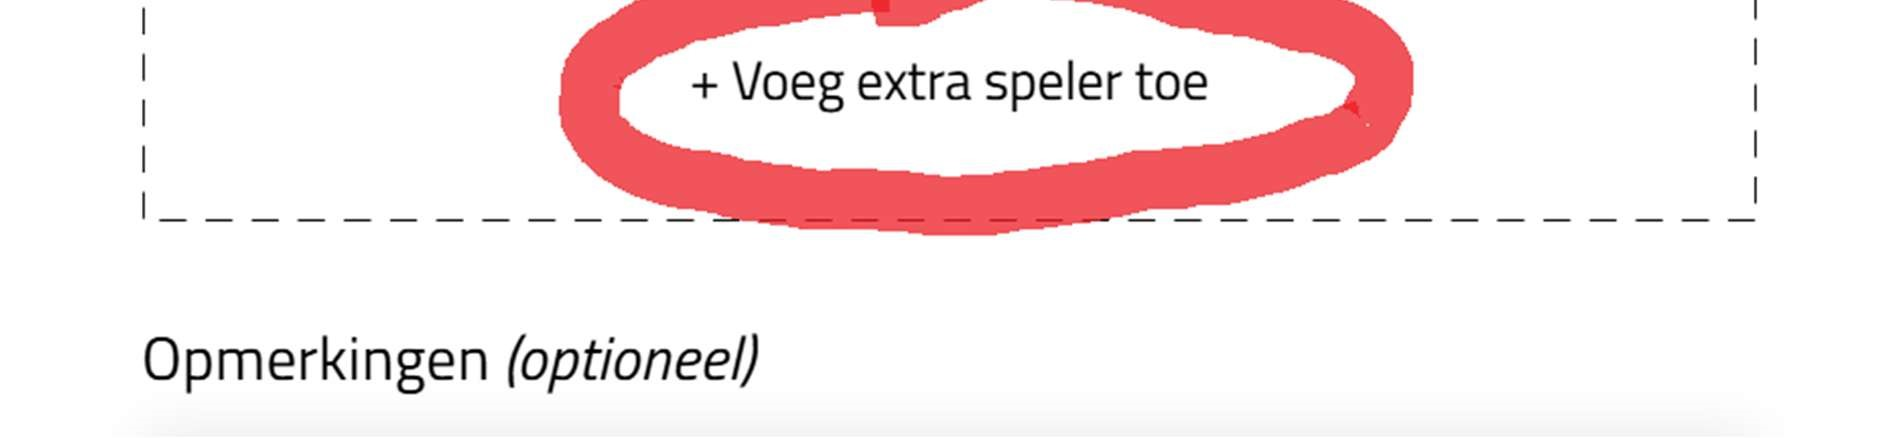 + Voeg extra speler toe
Opmerkingen (optioneel)